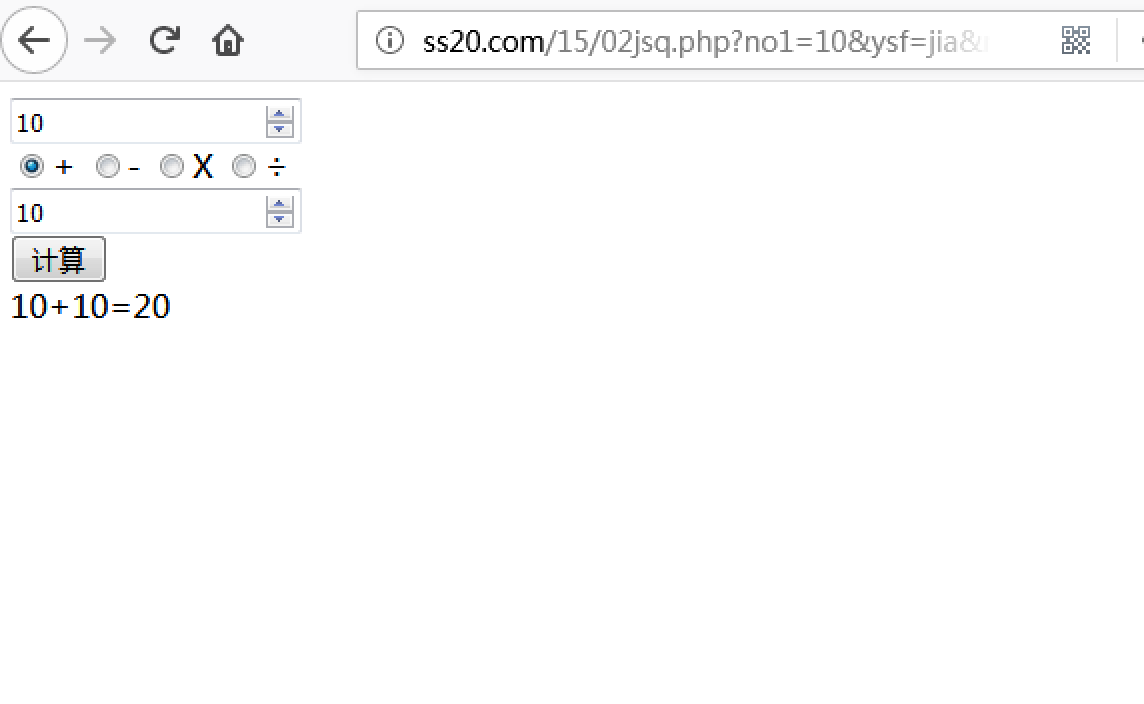 ss20.com/15/02jsq.php?no1=10&ysf=jia&
10
+ - X ÷
10
计算
10+10=20